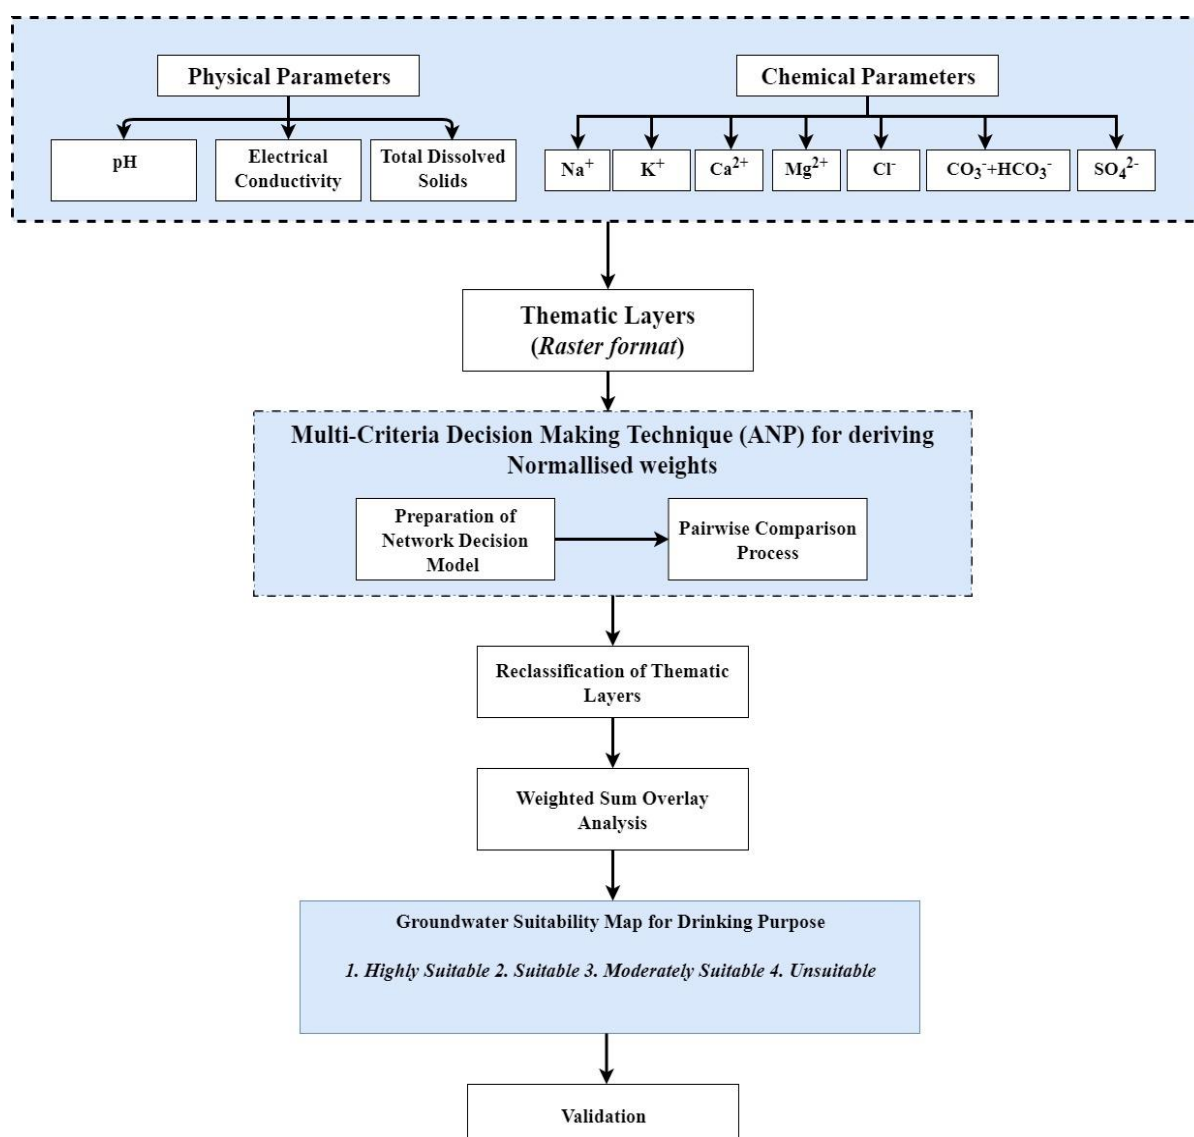 Physical Parameters
Chemical Parameters
pH
Electrical
Conductivity
Total Dissolved
Solids
Na⁺
K⁺
Ca²⁺
Mg²⁺
Cl⁻
CO₃⁻+HCO₃⁻
SO₄²⁻
Thematic Layers
(Raster format)
Multi-Criteria Decision Making Technique (ANP) for deriving
Normallised weights
Preparation of
Network Decision
Model
Pairwise Comparison
Process
Reclassification of Thematic
Layers
Weighted Sum Overlay
Analysis
Groundwater Suitability Map for Drinking Purpose
1. Highly Suitable 2. Suitable 3. Moderately Suitable 4. Unsuitable
Validation